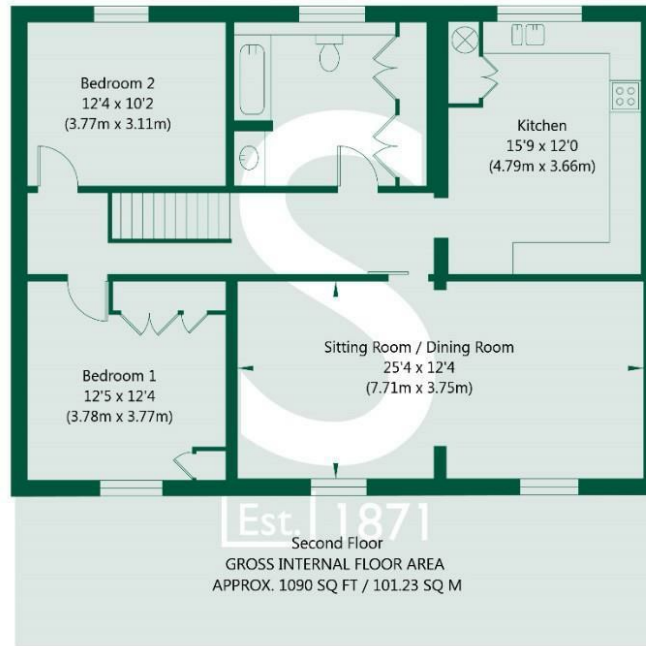 Bedroom 2
12'4 x 10'2
(3.77m x 3.11m)
Kitchen
15'9 x 12'0
(4.79m x 3.66m)
Sitting Room / Dining Room
25'4 x 12'4
(7.71m x 3.75m)
Bedroom 1
12'5 x 12'4
(3.78m x 3.77m)
S
Est. 1871
Second Floor
GROSS INTERNAL FLOOR AREA
APPROX. 1090 SQ FT / 101.23 SQ M